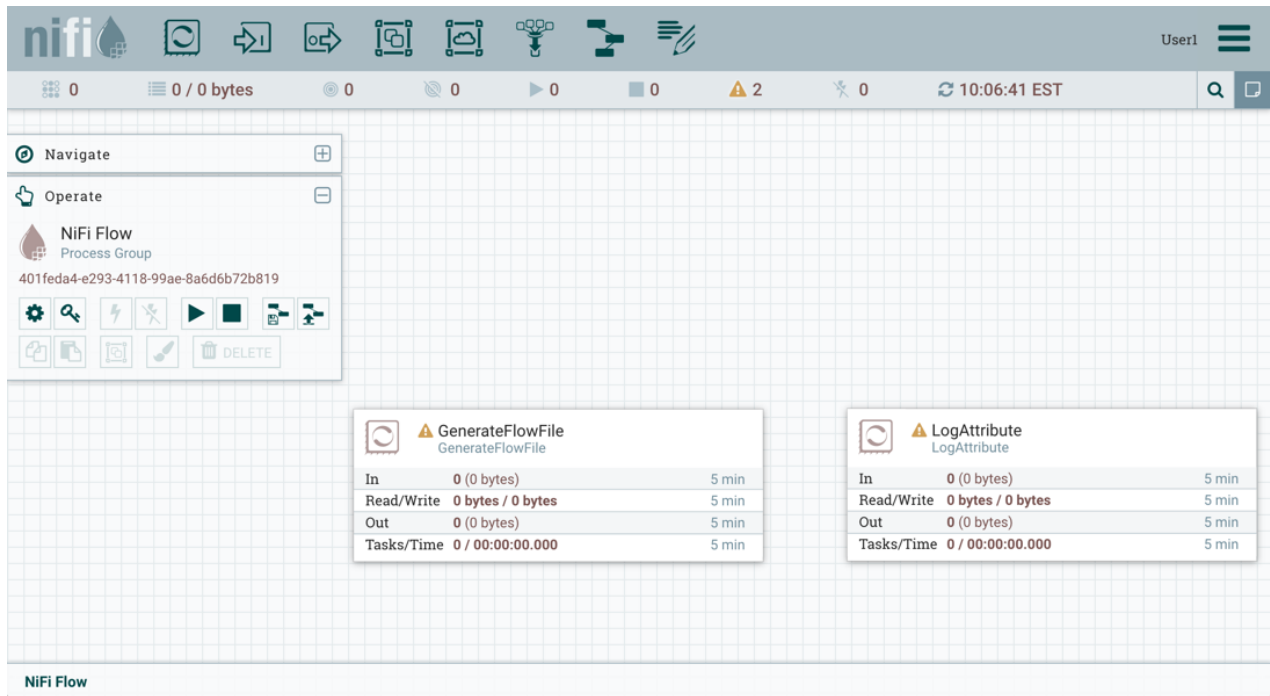 nifi
User1
0 0 / 0 bytes 0 0 0 0 2 0 10:06:41 EST
Navigate
Operate
NiFi Flow
Process Group
401feda4-e293-4118-99ae-8a6d6b72b819
DELETE
GenerateFlowFile
GenerateFlowFile
In 0 (0 bytes) 5 min
Read/Write 0 bytes / 0 bytes 5 min
Out 0 (0 bytes) 5 min
Tasks/Time 0 / 00:00:00.000 5 min
LogAttribute
LogAttribute
In 0 (0 bytes) 5 min
Read/Write 0 bytes / 0 bytes 5 min
Out 0 (0 bytes) 5 min
Tasks/Time 0 / 00:00:00.000 5 min
NiFi Flow